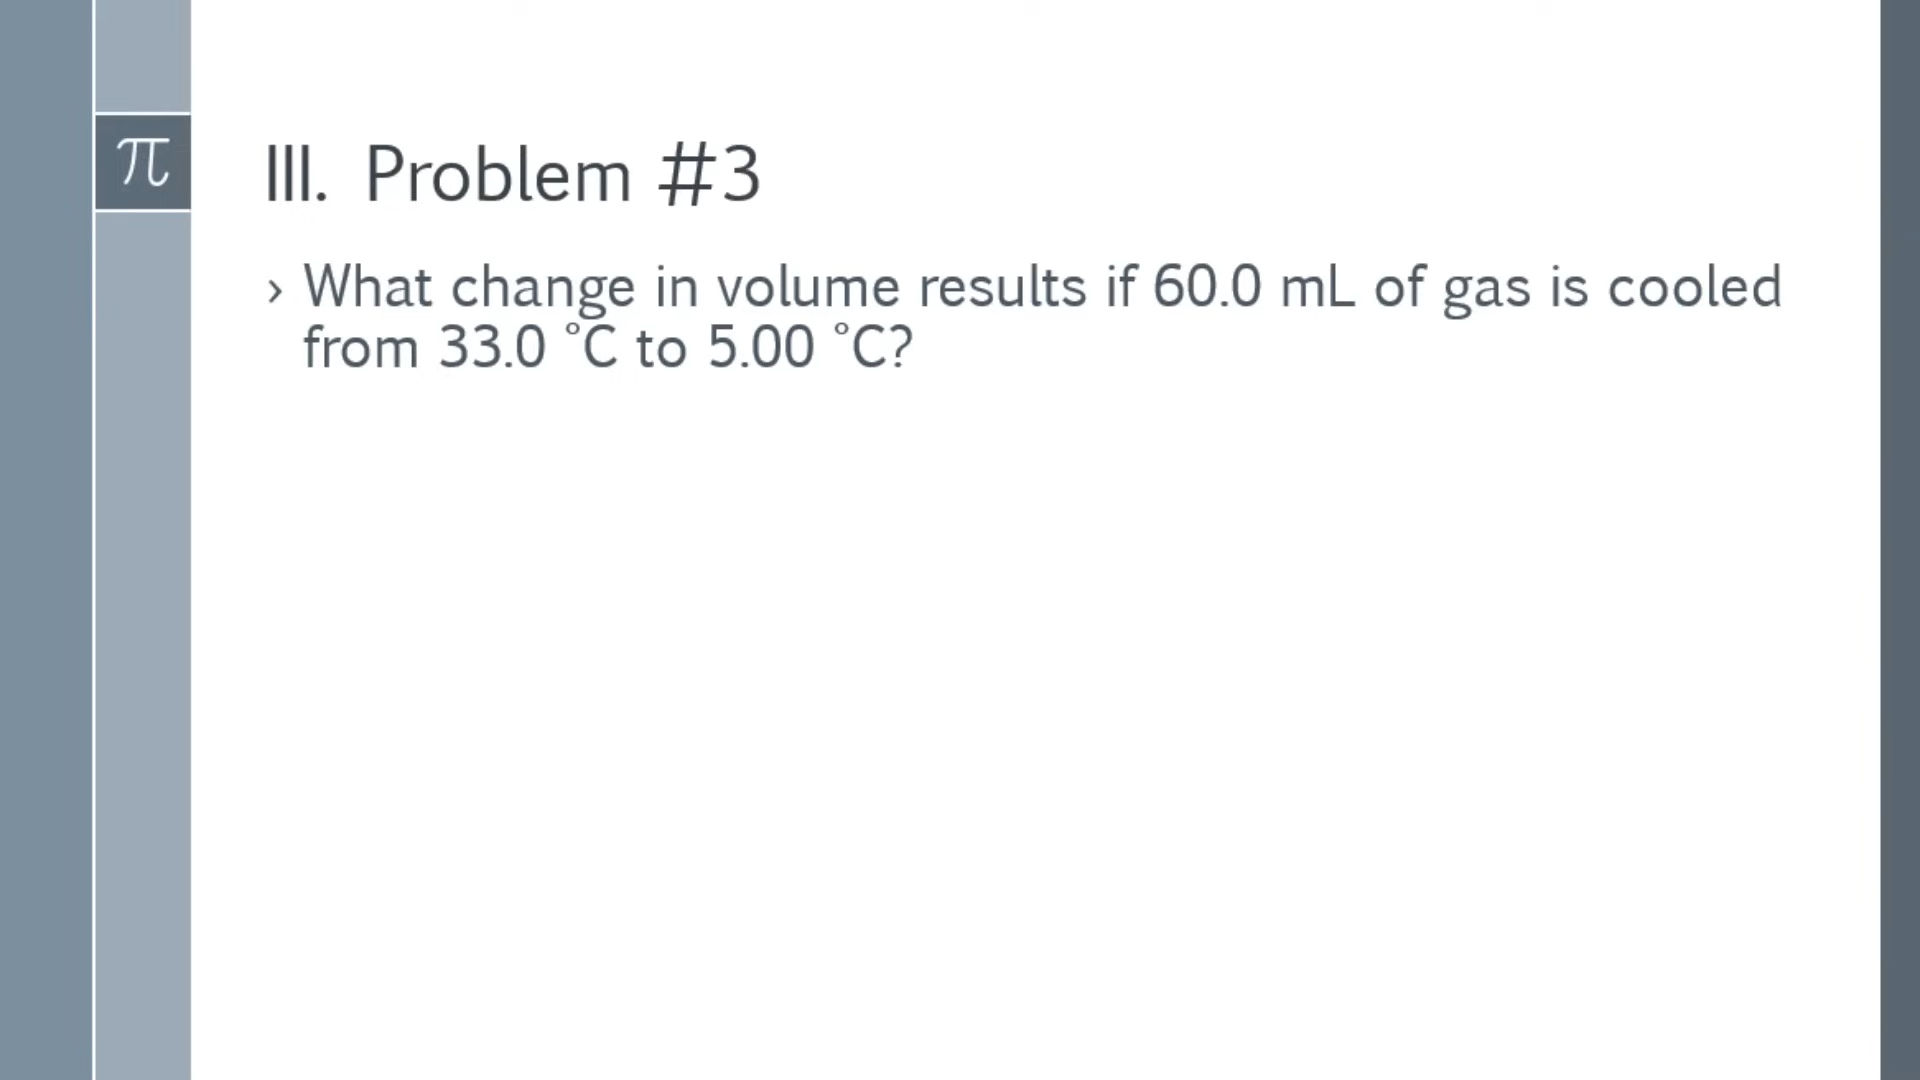 π
III. Problem #3
› What change in volume results if 60.0 mL of gas is cooled
from 33.0 °C to 5.00 °C?